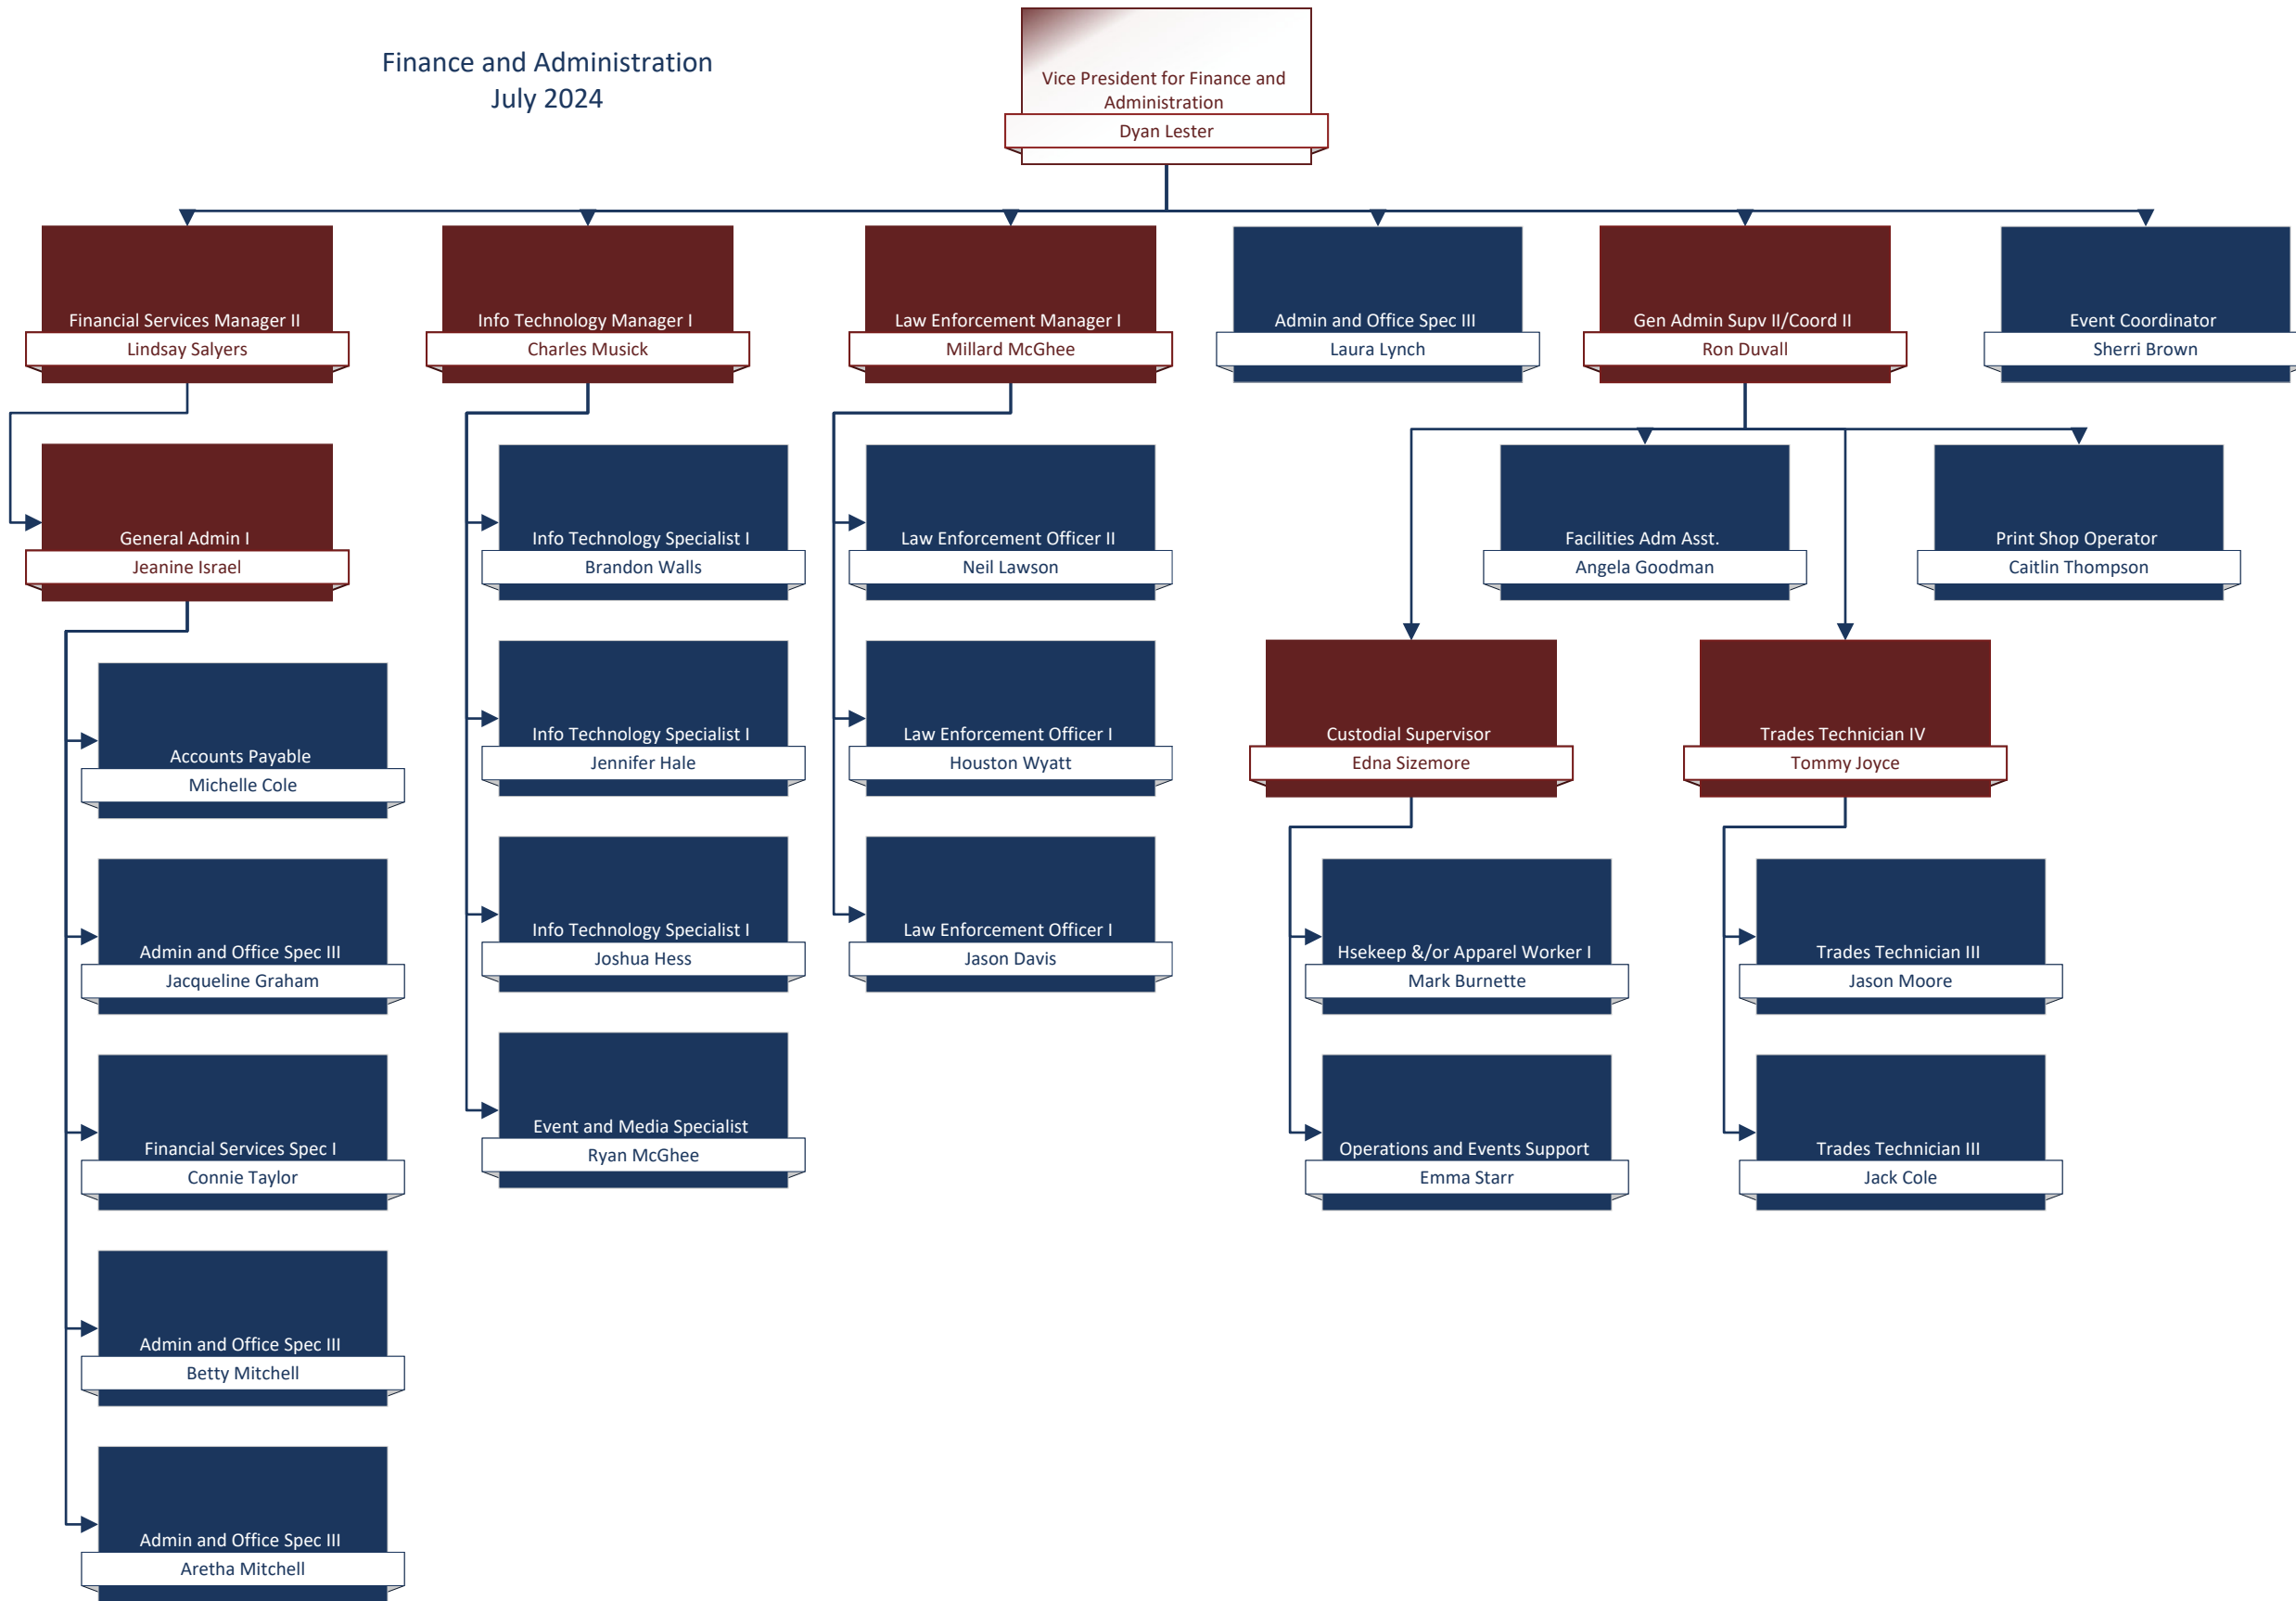 Finance and Administration
July 2024
Vice President for Finance and
Administration
Dyan Lester
Financial Services Manager II
Lindsay Salyers
Info Technology Manager I
Charles Musick
Law Enforcement Manager I
Millard McGhee
Admin and Office Spec III
Laura Lynch
Gen Admin Supv II/Coord II
Ron Duvall
Event Coordinator
Sherri Brown
General Admin I
Jeanine Israel
Info Technology Specialist I
Brandon Walls
Law Enforcement Officer II
Neil Lawson
Facilities Adm Asst.
Angela Goodman
Print Shop Operator
Caitlin Thompson
Accounts Payable
Michelle Cole
Info Technology Specialist I
Jennifer Hale
Law Enforcement Officer I
Houston Wyatt
Custodial Supervisor
Edna Sizemore
Trades Technician IV
Tommy Joyce
Admin and Office Spec III
Jacqueline Graham
Info Technology Specialist I
Joshua Hess
Law Enforcement Officer I
Jason Davis
Hsekeep &/or Apparel Worker I
Mark Burnette
Trades Technician III
Jason Moore
Financial Services Spec I
Connie Taylor
Event and Media Specialist
Ryan McGhee
Operations and Events Support
Emma Starr
Trades Technician III
Jack Cole
Admin and Office Spec III
Betty Mitchell
Admin and Office Spec III
Aretha Mitchell